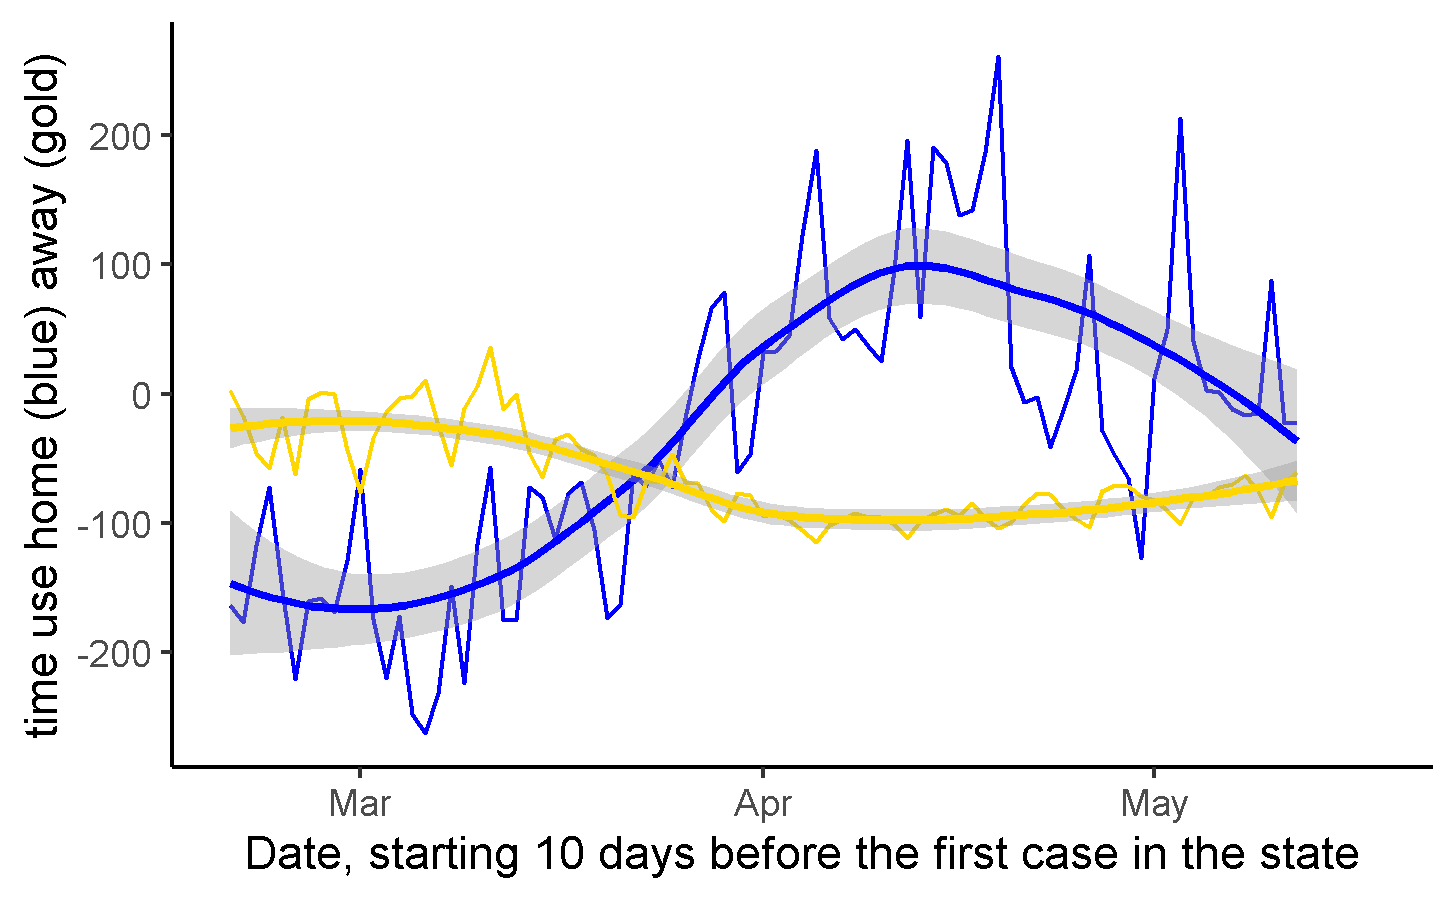 time use home (blue) away (gold)
200
100
0
-100
-200
Mar Apr May
Date, starting 10 days before the first case in the state